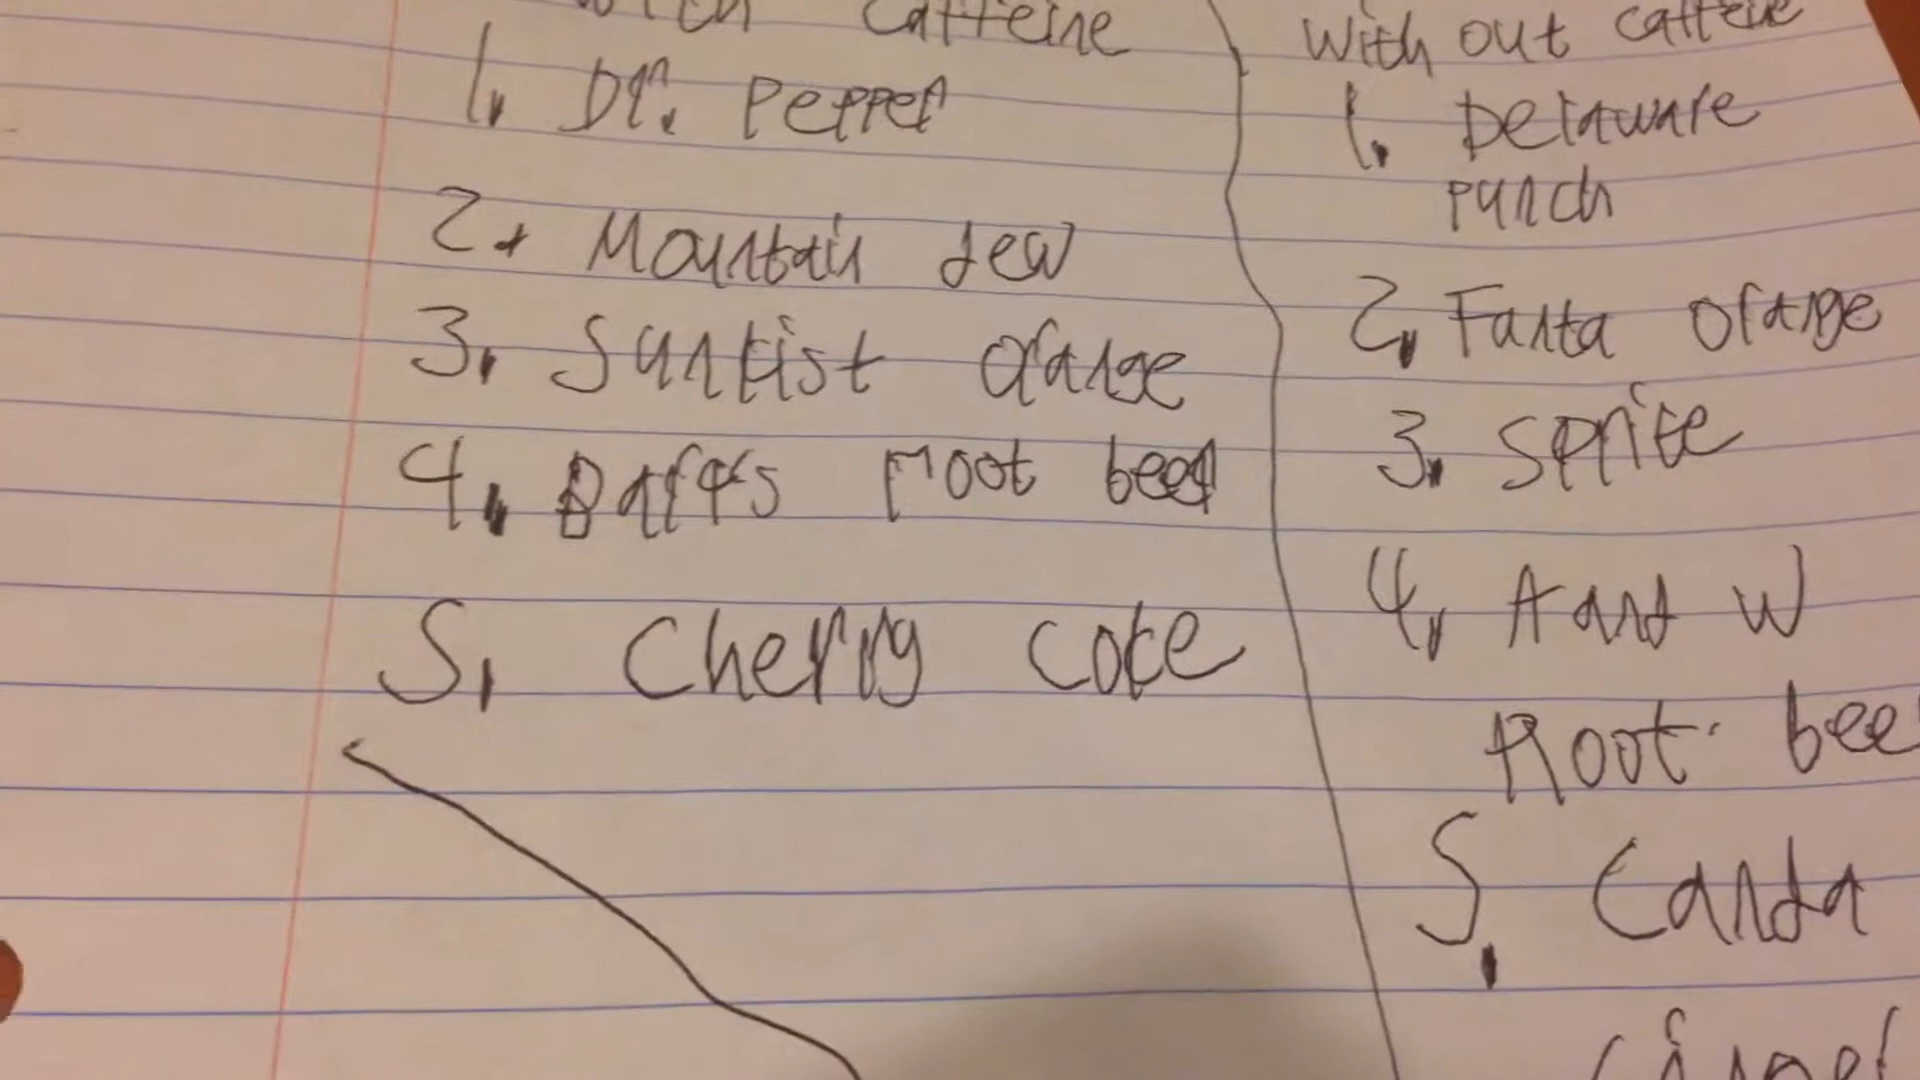 With caffeine
1. Dr. Pepper
2. Mountain dew
3. Sunkist orange
4. Barq's root beer
5. Cherry coke
With out caffeine
1. Delaware
punch
2. Fanta orange
3. Sprite
4. A and W
Root bee
5. Canda